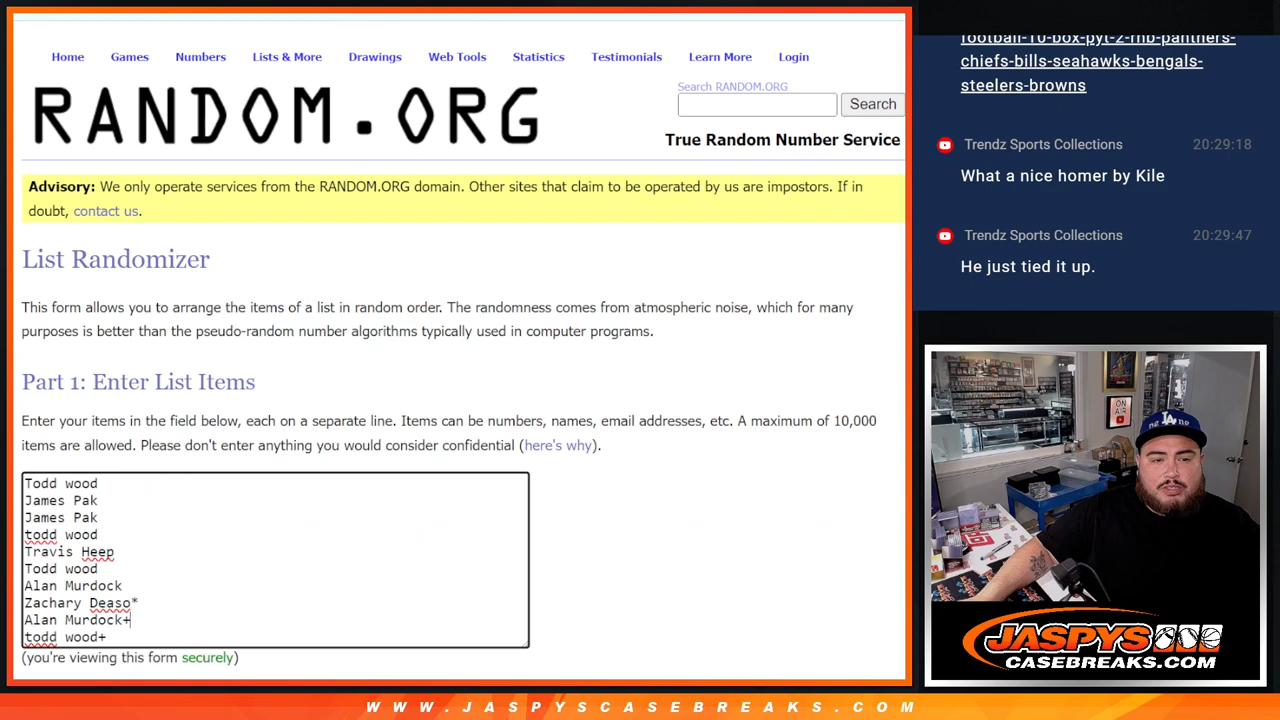 Home Games Numbers Lists & More Drawings Web Tools Statistics Testimonials Learn More Login
RANDOM.ORG
Search RANDOM.ORG
Search
True Random Number Service
Advisory: We only operate services from the RANDOM.ORG domain. Other sites that claim to be operated by us are impostors. If in
doubt, contact us.
List Randomizer
This form allows you to arrange the items of a list in random order. The randomness comes from atmospheric noise, which for many
purposes is better than the pseudo-random number algorithms typically used in computer programs.
Part 1: Enter List Items
Enter your items in the field below, each on a separate line. Items can be numbers, names, email addresses, etc. A maximum of 10,000
items are allowed. Please don't enter anything you would consider confidential (here's why).
Todd wood
James Pak
James Pak
todd wood
Travis Heep
Todd wood
Alan Murdock
Zachary Deaso*
Alan Murdock+
todd wood+
(you're viewing this form securely)
football-10-box-pyt-2-rnb-panthers-
chiefs-bills-seahawks-bengals-
steelers-browns
Trendz Sports Collections 20:29:18
What a nice homer by Kile
Trendz Sports Collections 20:29:47
He just tied it up.
ON
AIR
LA
JASPYS
CASEBREAKS.COM
WWW.JASPYSCASEBREAKS.COM